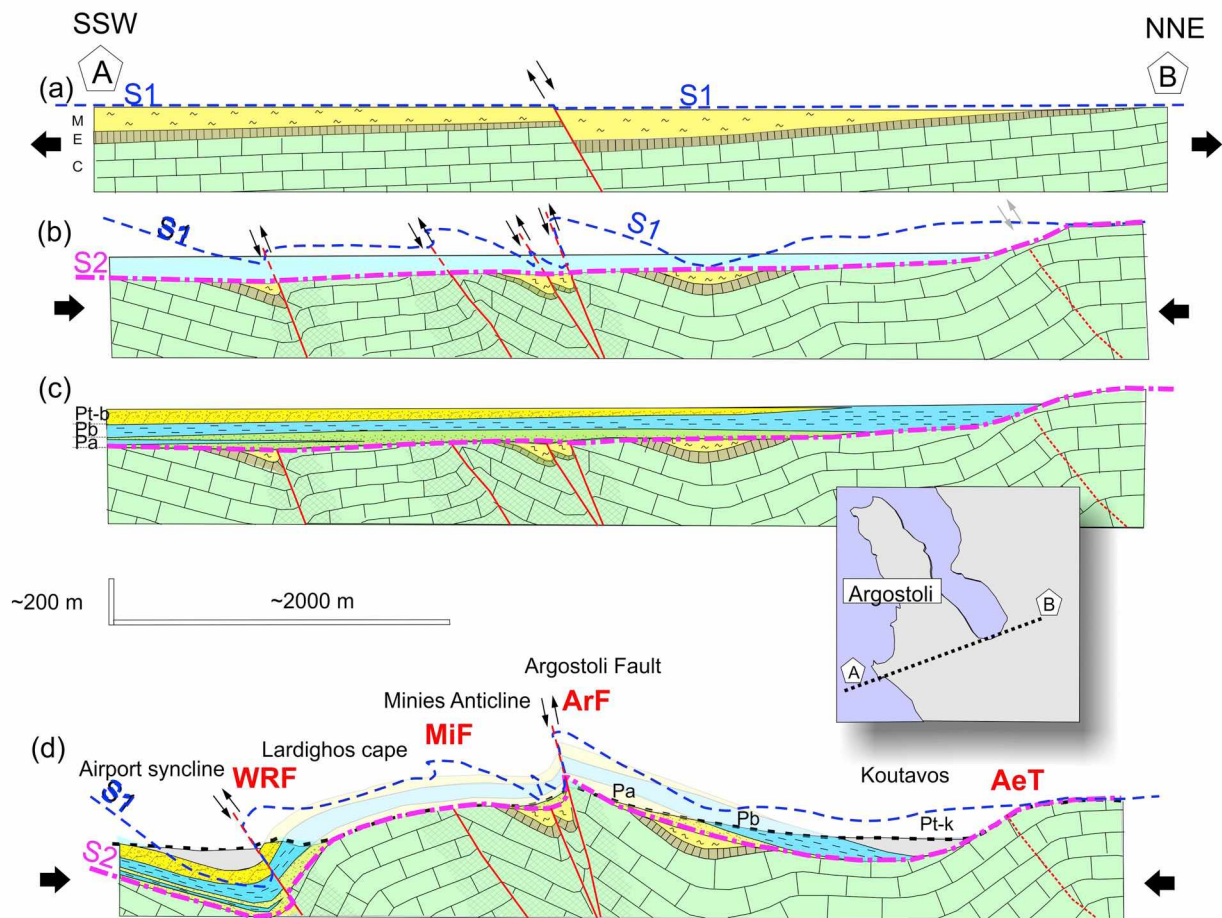 SSW
NNE
A
B
(a)
S1
S1
M
E
C
(b)
S1
S1
S2
(c)
Pt-b
Pb
Pa
~200 m
~2000 m
Argostoli
B
A
Argostoli Fault
ArF
Minies Anticline
MiF
(d)
Lardighos cape
Airport syncline
WRF
Koutavos
AeT
S1
Pa
Pb
Pt-k
S2